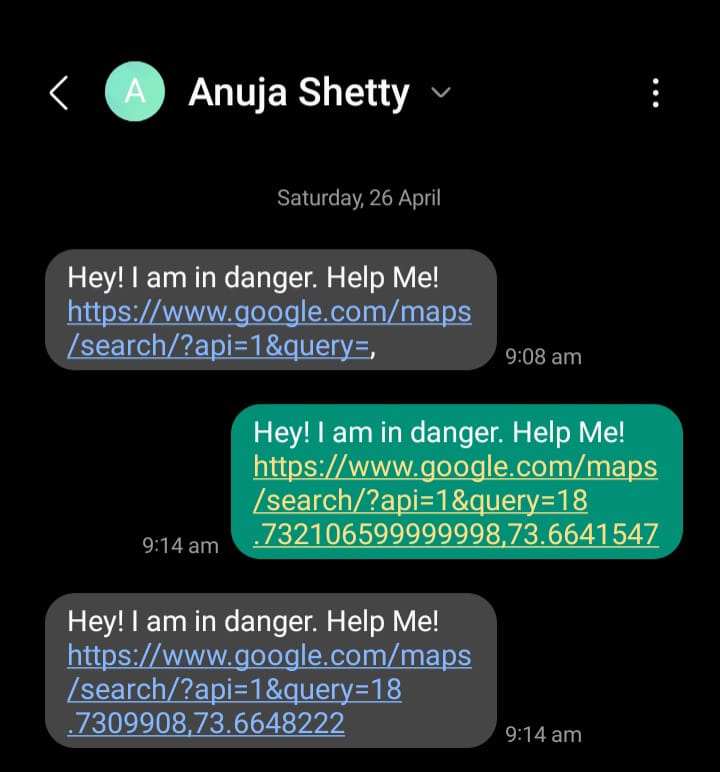 A Anuja Shetty
Saturday, 26 April
Hey! I am in danger. Help Me!
https://www.google.com/maps
/search/?api=1&query=,
9:08 am
Hey! I am in danger. Help Me!
https://www.google.com/maps
/search/?api=1&query=18
.732106599999998,73.6641547
9:14 am
Hey! I am in danger. Help Me!
https://www.google.com/maps
/search/?api=1&query=18
.7309908,73.6648222
9:14 am